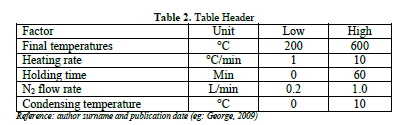 Table 2. Table Header
Factor Unit Low High
Final temperatures °C 200 600
Heating rate °C/min 1 10
Holding time Min 0 60
N₂ flow rate L/min 0.2 1.0
Condensing temperature °C 0 10
Reference: author surname and publication date (eg: George, 2009)